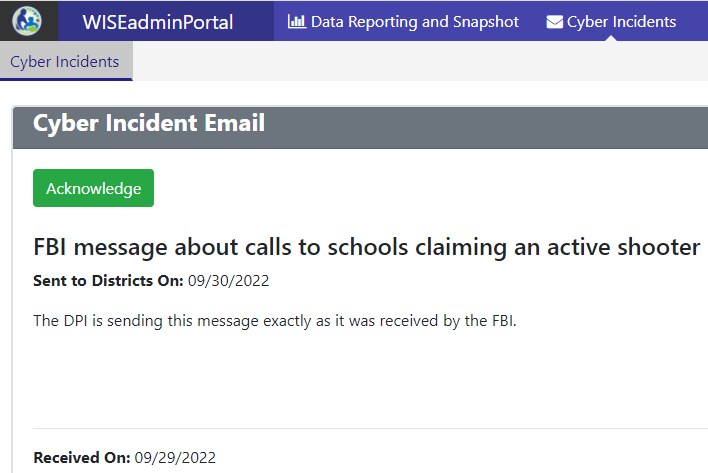 WISEadminPortal Data Reporting and Snapshot Cyber Incidents
Cyber Incidents
Cyber Incident Email
Acknowledge
FBI message about calls to schools claiming an active shooter
Sent to Districts On: 09/30/2022
The DPI is sending this message exactly as it was received by the FBI.
Received On: 09/29/2022